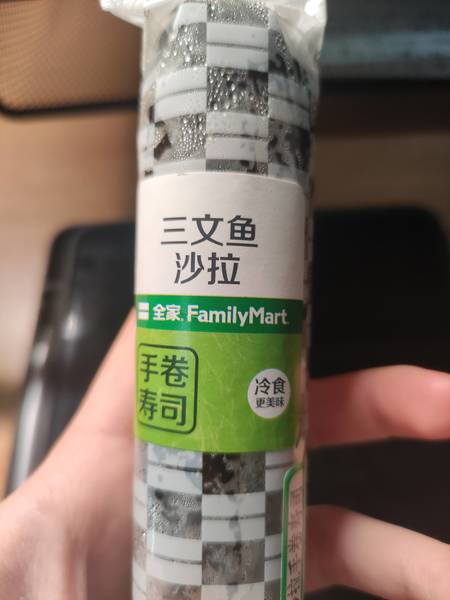 三文鱼
沙拉
全家 FamilyMart
手卷
寿司
冷食
更美味